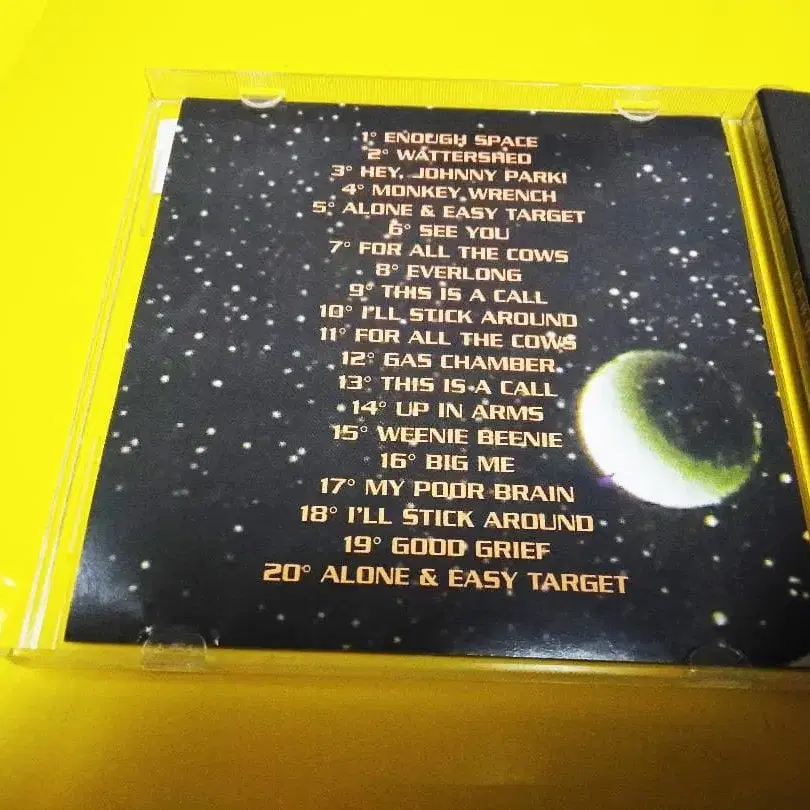 1° ENOUGH SPACE
2° WATTERSHED
3° HEY, JOHNNY PARK!
4° MONKEY WRENCH
5° ALONE & EASY TARGET
6° SEE YOU
7° FOR ALL THE COWS
8° EVERLONG
9° THIS IS A CALL
10° I'LL STICK AROUND
11° FOR ALL THE COWS
12° GAS CHAMBER
13° THIS IS A CALL
14° UP IN ARMS
15° WEENIE BEENIE
16° BIG ME
17° MY POOR BRAIN
18° I'LL STICK AROUND
19° GOOD GRIEF
20° ALONE & EASY TARGET